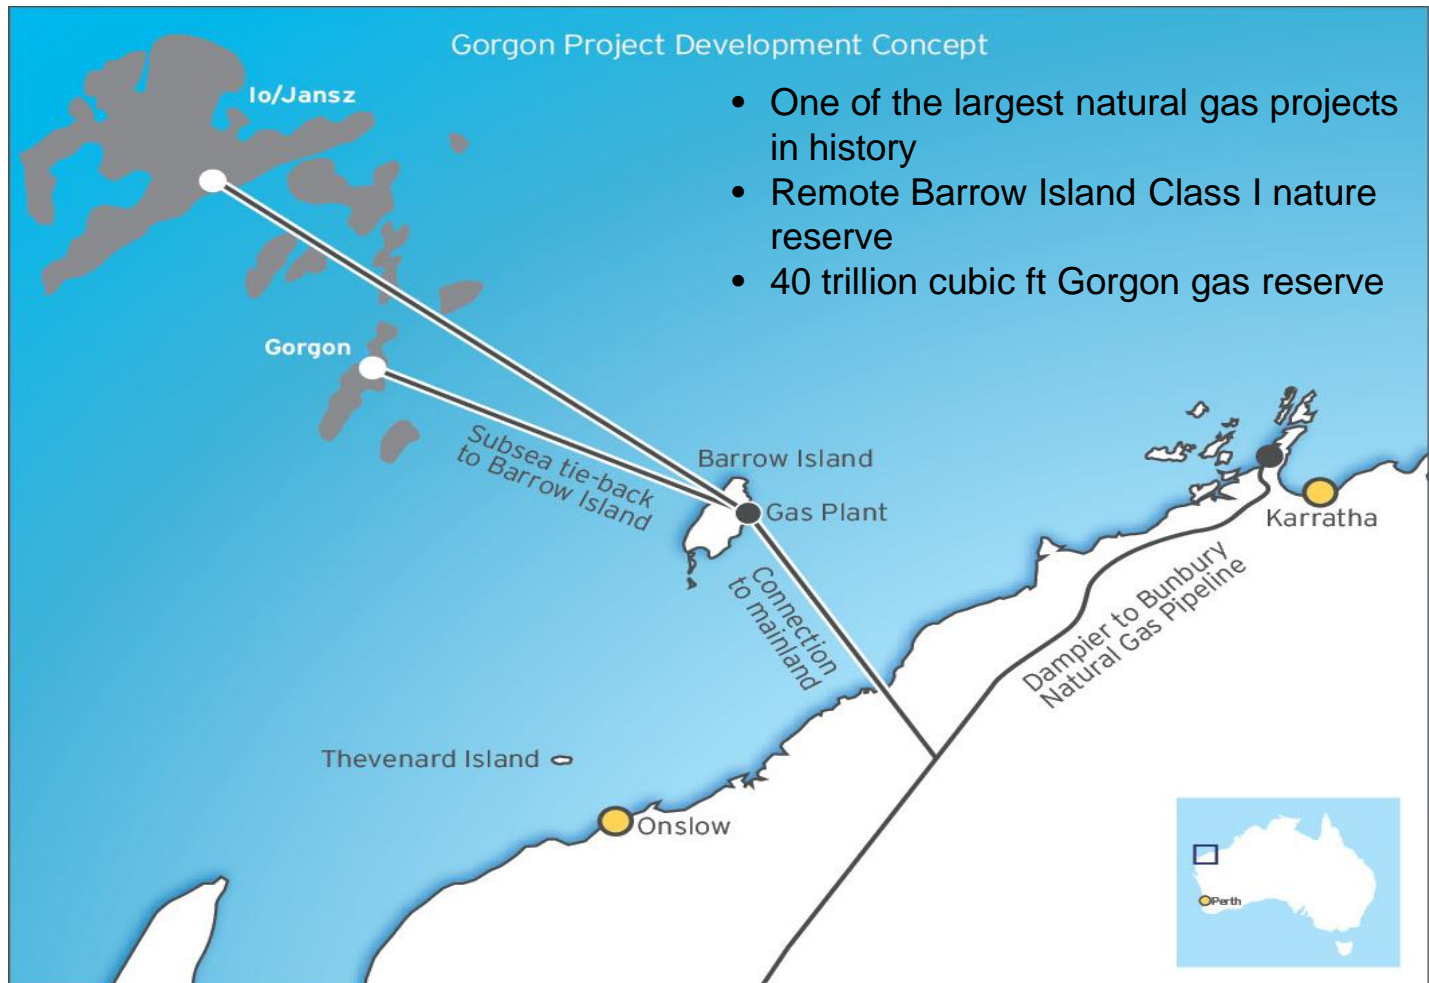 Gorgon Project Development Concept
• One of the largest natural gas projects
in history
• Remote Barrow Island Class I nature
reserve
• 40 trillion cubic ft Gorgon gas reserve
Io/Jansz
Gorgon
Subsea tie-back
to Barrow Island
Barrow Island
Gas Plant
Connection
to mainland
Karratha
Dampier to Bunbury
Natural Gas Pipeline
Thevenard Island
Onslow
Perth